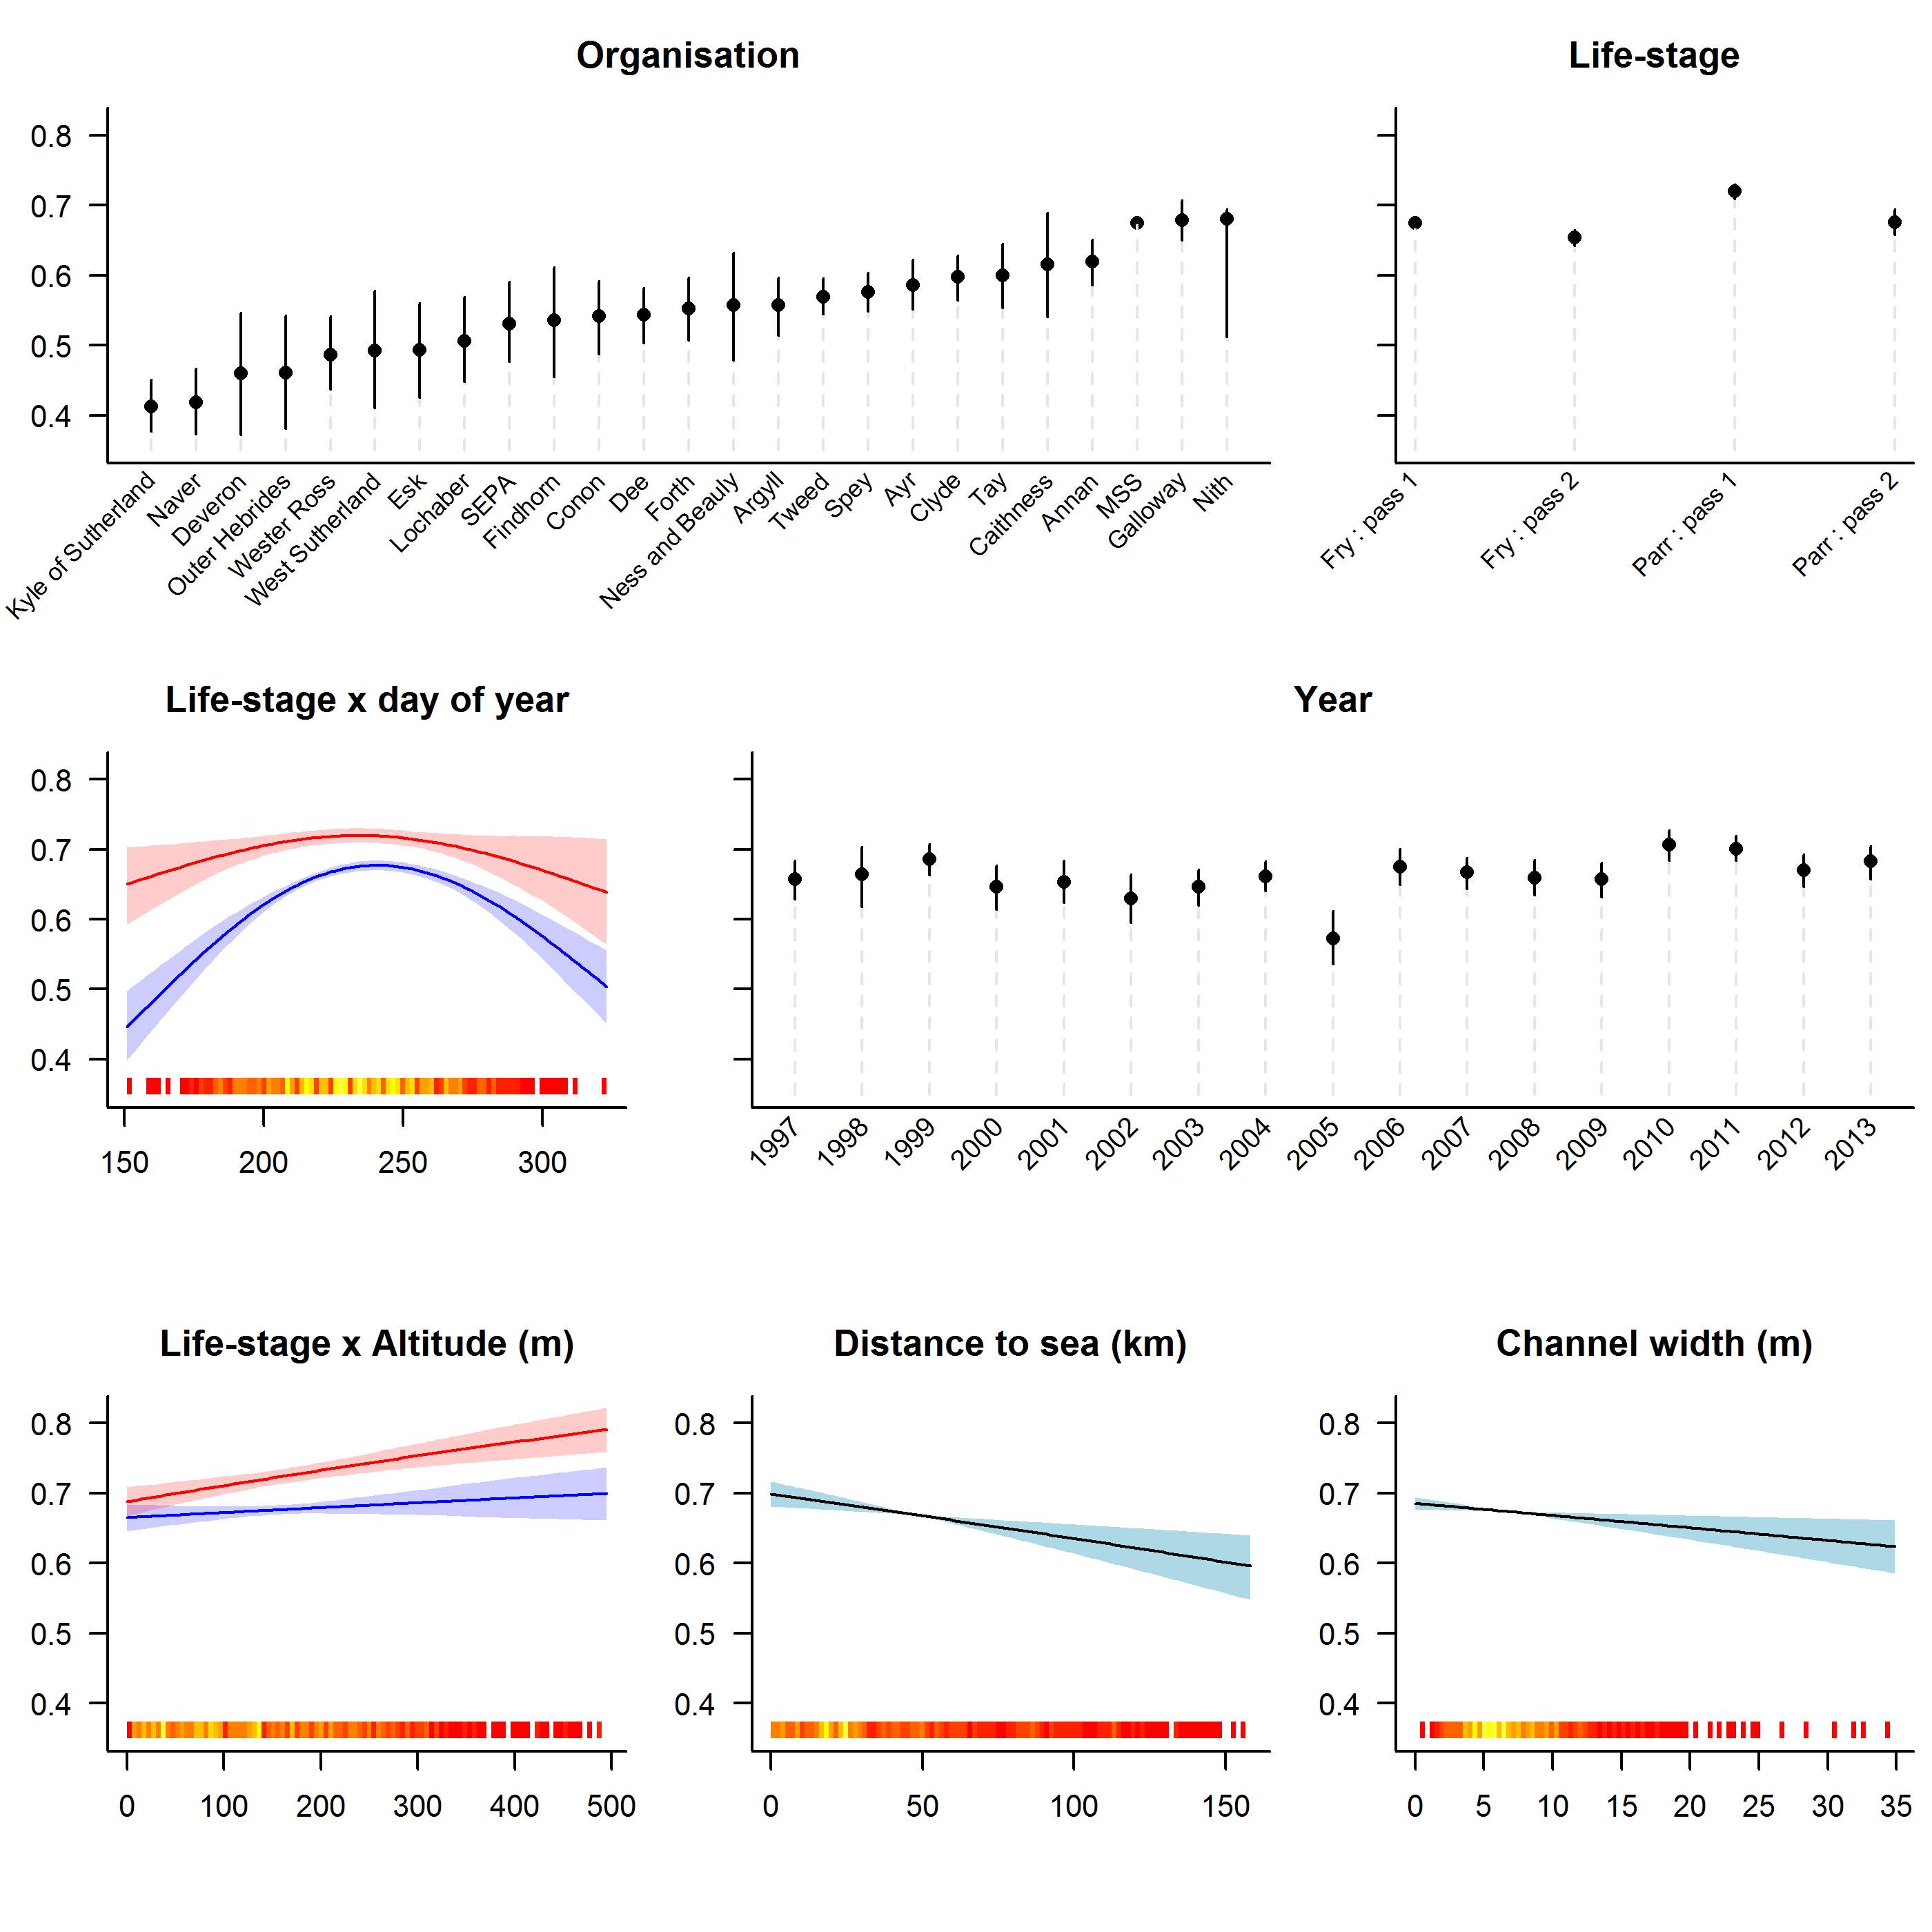 Organisation
Life-stage
0.8
0.7
0.6
0.5
0.4
Kyle of Sutherland
Naver
Deveron
Outer Hebrides
Wester Ross
West Sutherland
Esk
Lochaber
SEPA
Findhorn
Conon
Dee
Forth
Ness and Beauly
Argyll
Tweed
Spey
Ayr
Clyde
Tay
Caithness
Annan
MSS
Galloway
Nith
Fry : pass 1
Fry : pass 2
Parr : pass 1
Parr : pass 2
Life-stage x day of year
Year
0.8
0.7
0.6
0.5
0.4
150 200 250 300
1997
1998
1999
2000
2001
2002
2003
2004
2005
2006
2007
2008
2009
2010
2011
2012
2013
Life-stage x Altitude (m)
Distance to sea (km)
Channel width (m)
0.8
0.7
0.6
0.5
0.4
0 100 200 300 400 500
0.8
0.7
0.6
0.5
0.4
0 50 100 150
0.8
0.7
0.6
0.5
0.4
0 5 10 15 20 25 30 35